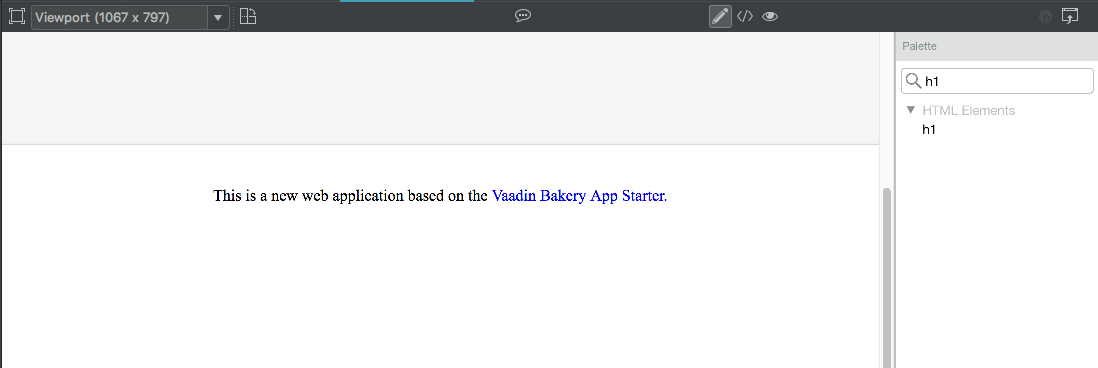 Viewport (1067 x 797)
Palette
h1
HTML Elements
h1
This is a new web application based on the Vaadin Bakery App Starter.